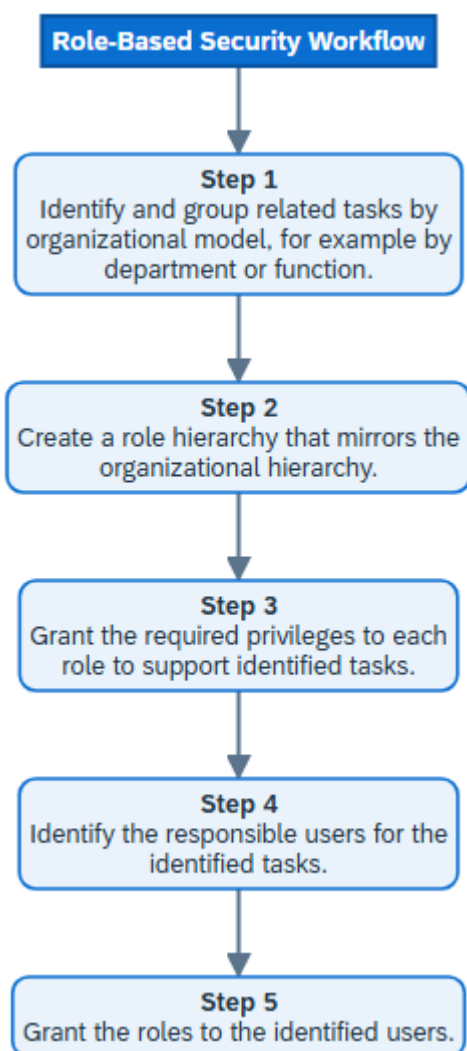 Role-Based Security Workflow
Step 1
Identify and group related tasks by
organizational model, for example by
department or function.
Step 2
Create a role hierarchy that mirrors the
organizational hierarchy.
Step 3
Grant the required privileges to each
role to support identified tasks.
Step 4
Identify the responsible users for the
identified tasks.
Step 5
Grant the roles to the identified users.